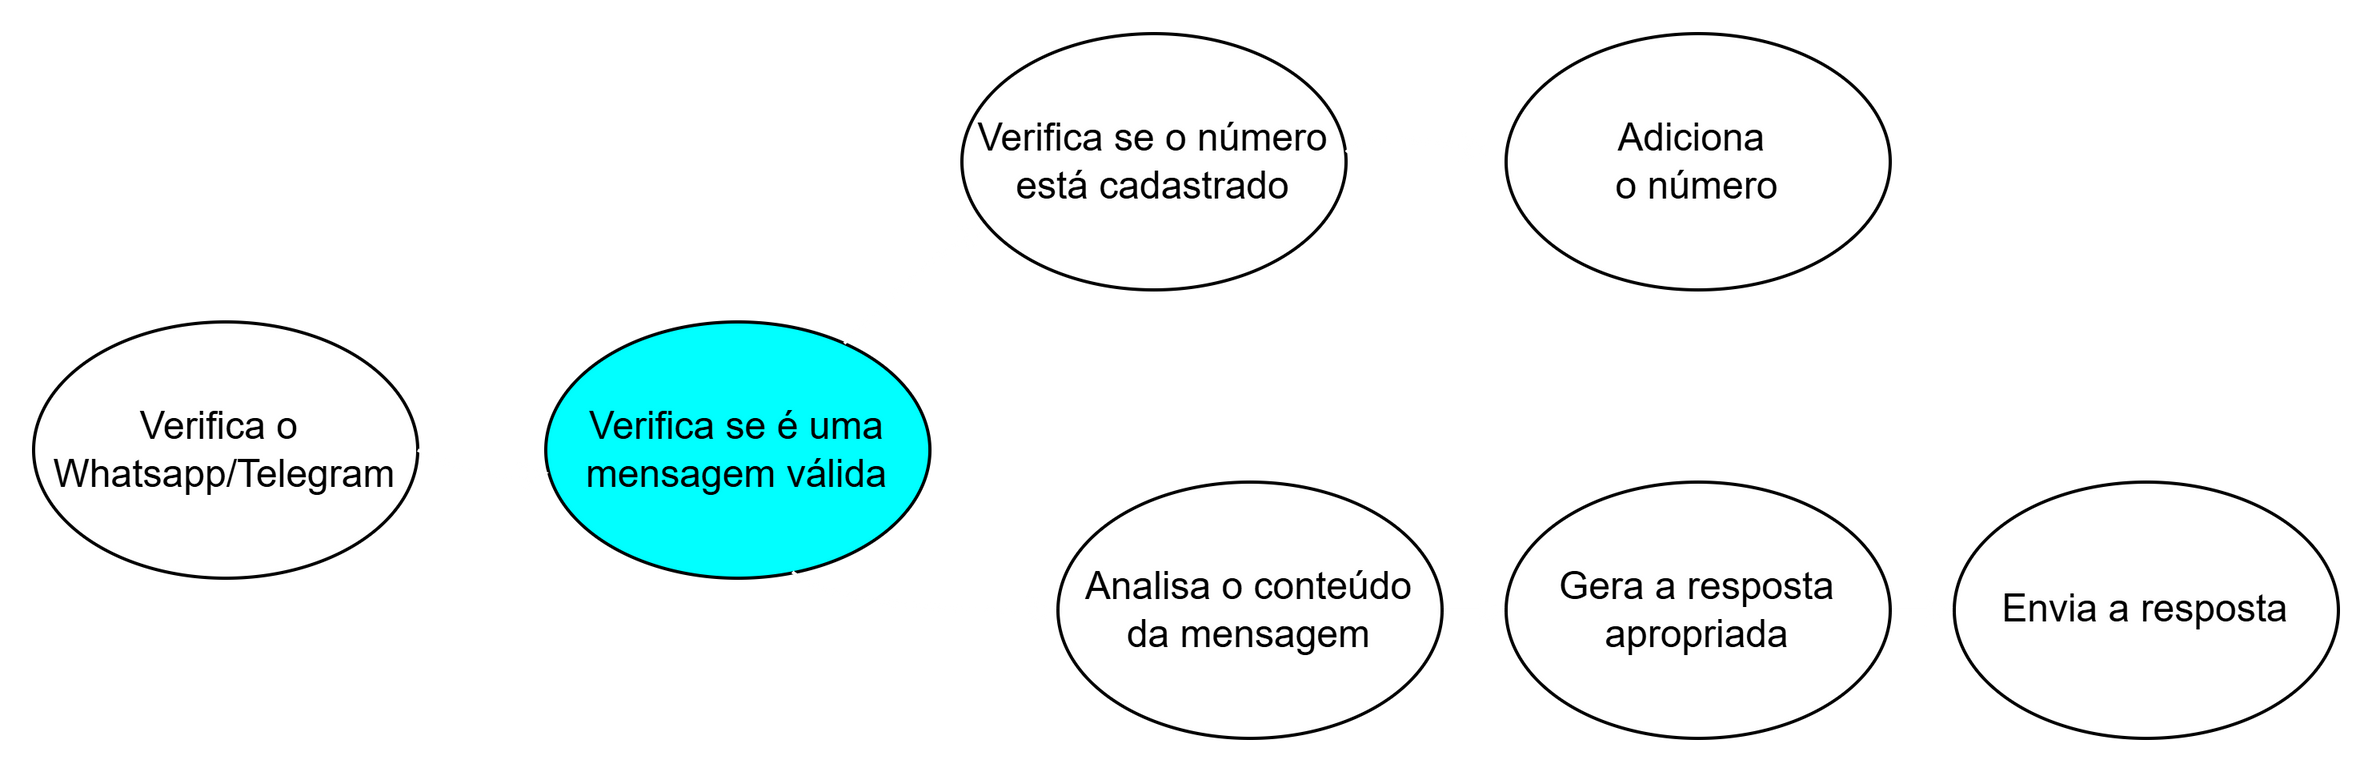 Verifica se o número
está cadastrado
Adiciona
o número
Verifica o
Whatsapp/Telegram
Verifica se é uma
mensagem válida
Analisa o conteúdo
da mensagem
Gera a resposta
apropriada
Envia a resposta